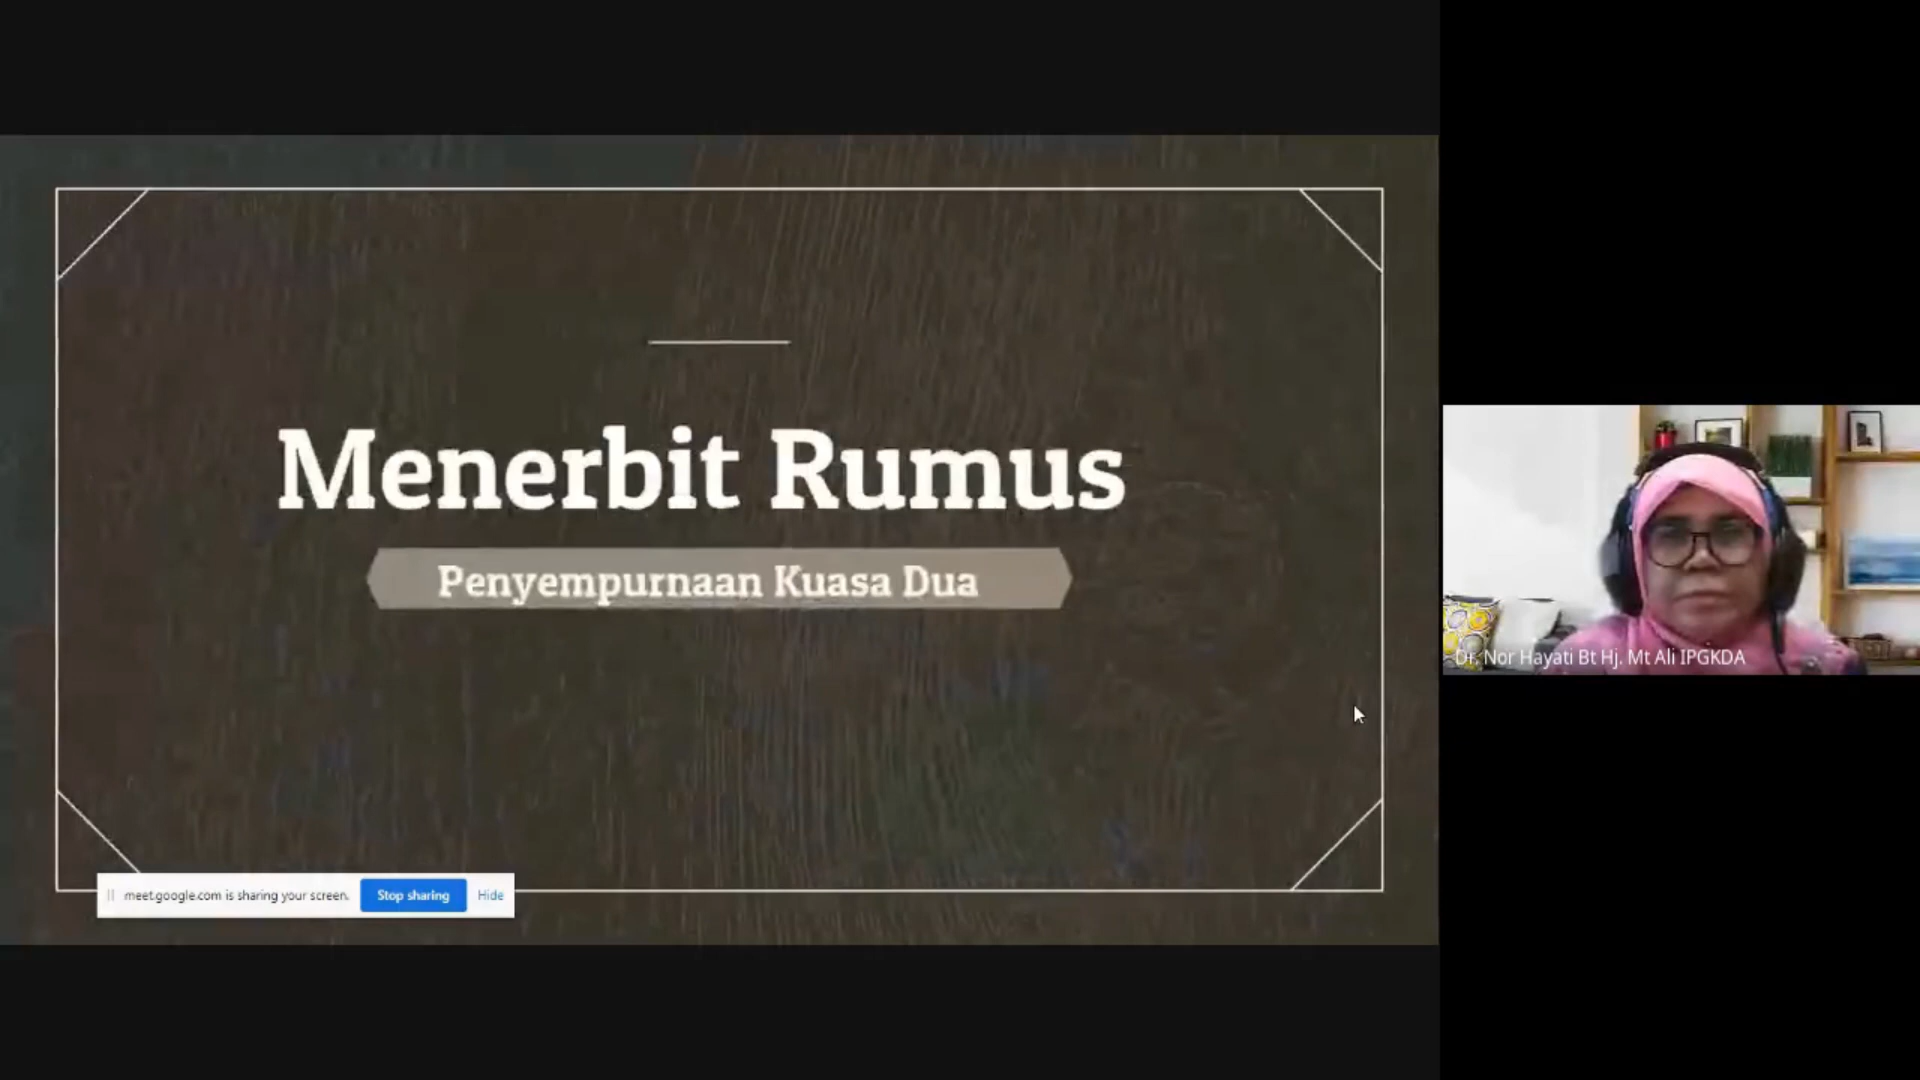 Menerbit Rumus
Penyempurnaan Kuasa Dua
Dr. Nor Hayati Bt Hj. Mt Ali IPGKDA
meet.google.com is sharing your screen.
Stop sharing
Hide